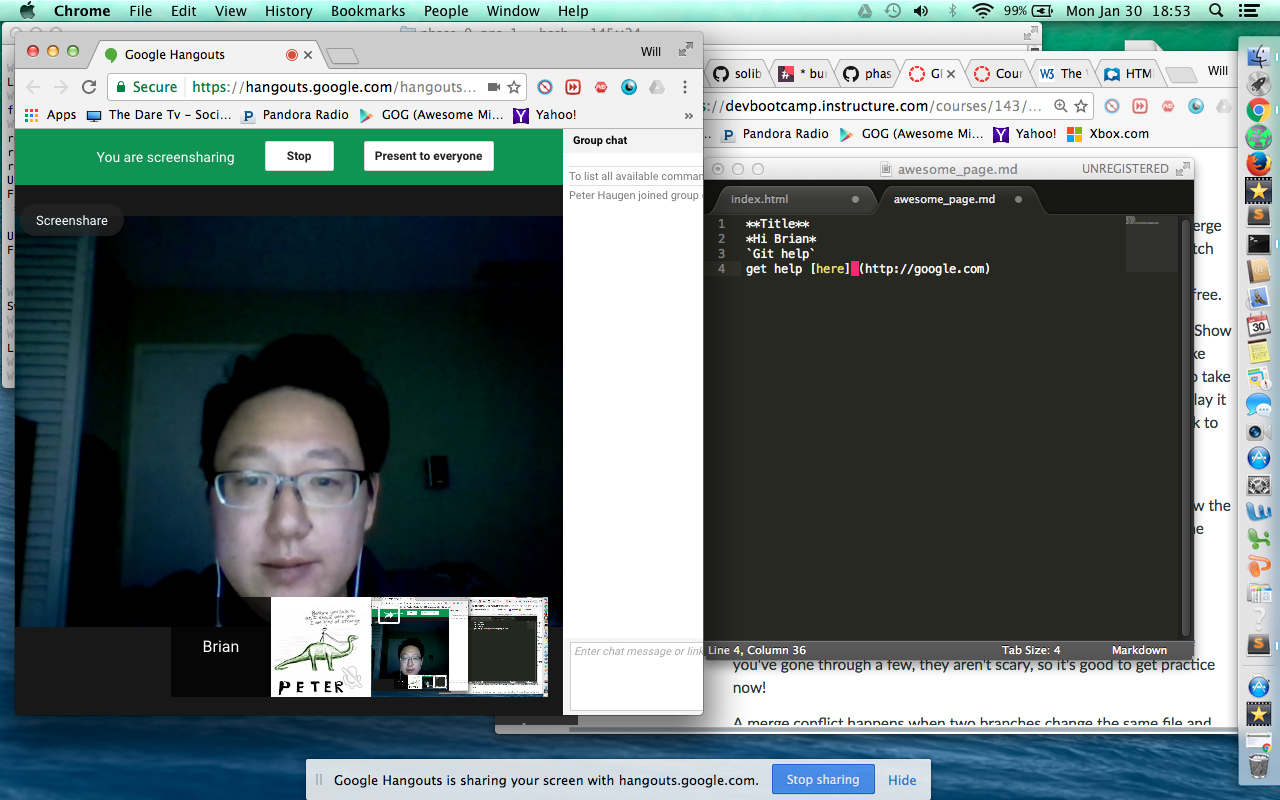 Chrome File Edit View History Bookmarks People Window Help 99% Mon Jan 30 18:53
Google Hangouts
Will
Secure https://hangouts.google.com/hangouts...
Apps The Dare Tv – Soci... Pandora Radio GOG (Awesome Mi... Yahoo! »
You are screensharing Stop Present to everyone
Group chat
To list all available comman
Peter Haugen joined group
Screenshare
Brian
PETER
Enter chat message or link
solib * bu phas Gl Cour The HTM Will
://devbootcamp.instructure.com/courses/143/...
Pandora Radio GOG (Awesome Mi... Yahoo! Xbox.com
awesome_page.md UNREGISTERED
index.html awesome_page.md
1 **Title**
2 *Hi Brian*
3 `Git help`
4 get help [here] (http://google.com)
Line 4, Column 36 Tab Size: 4 Markdown
erge
tch
free.
Show
ke
take
lay it
k to
w the
ne
you've gone through a few, they aren't scary, so it's good to get practice
now!
A merge conflict happens when two branches change the same file and
30
Google Hangouts is sharing your screen with hangouts.google.com. Stop sharing Hide